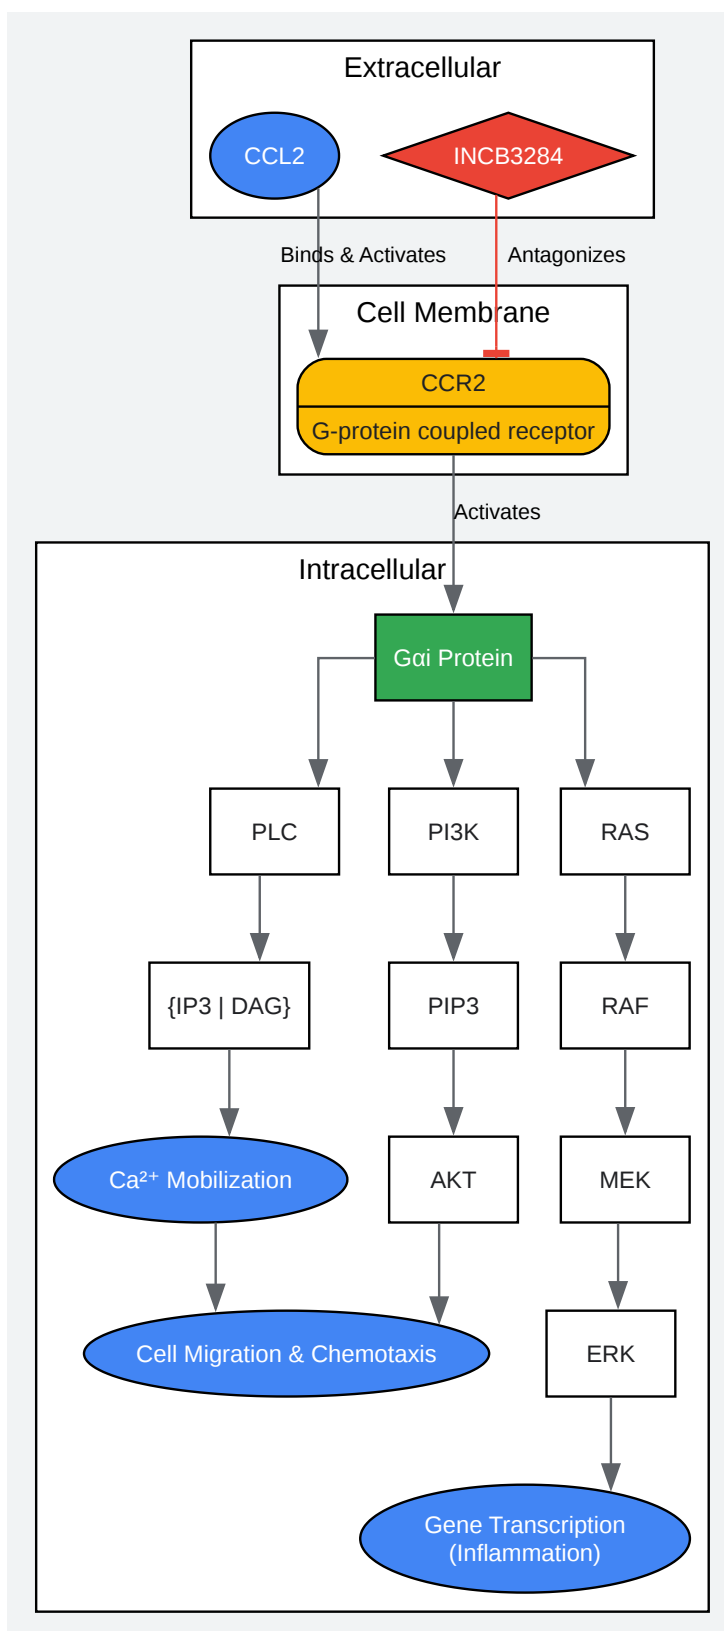 Extracellular
CCL2
INCB3284
Binds & Activates
Antagonizes
Cell Membrane
CCR2
G-protein coupled receptor
Activates
Intracellular
Gαi Protein
PLC
PI3K
RAS
{IP3 | DAG}
PIP3
RAF
Ca²⁺ Mobilization
AKT
MEK
Cell Migration & Chemotaxis
ERK
Gene Transcription
(Inflammation)